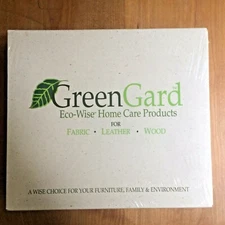 GreenGard
Eco-Wise® Home Care Products
FOR
FABRIC • LEATHER • WOOD
A WISE CHOICE FOR YOUR FURNITURE, FAMILY & ENVIRONMENT